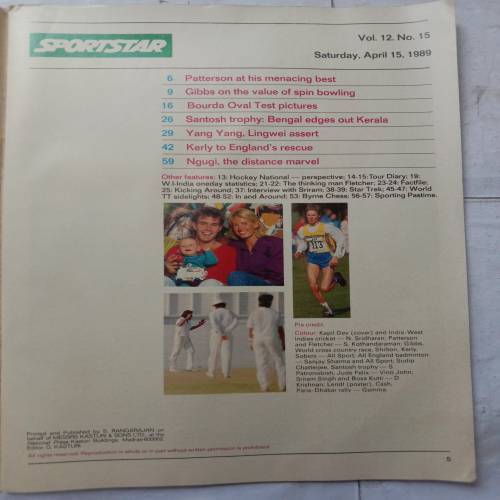 SPORTSTAR
Vol. 12. No. 15
Saturday, April 15, 1989
6 Patterson at his menacing best
9 Gibbs on the value of spin bowling
16 Bourda Oval Test pictures
26 Santosh trophy: Bengal edges out Kerala
29 Yang Yang, Lingwei assert
42 Kerly to England's rescue
59 Ngugi, the distance marvel
Other features: 13: Hockey National — perspective; 14-15: Tour Diary; 19:
W.I-India oneday statistics; 21-22: The thinking man Fletcher; 23-24: Factfile;
25: Kicking Around; 37: Interview with Sriram; 38-39: Star Trek; 45-47: World
TT sidelights; 48-52: In and Around; 53: Byrne Chess; 56-57: Sporting Pastime.
113
Pix credit
Colour: Kapil Dev (cover) and India-West
Indies cricket — N. Sridharan; Patterson
and Fletcher — S. Kothandaraman; Gibbs,
World cross country race, Shilton, Kerly,
Sobers — All Sport; All England badminton
— Sanjay Sharma and All Sport; Sudip
Chatterjee, Santosh trophy — S.
Patronobish; Jude Felix — Vino John;
Sriram Singh and Bose Kutti — D.
Krishnan; Lendl (poster), Cash,
Paris-Dhakar rally — Gamma.
Printed and Published by S. RANGARAJAN on
behalf of MESSRS KASTURI & SONS LTD., at the
National Press Kasturi Buildings, Madras-600002.
Editor: G. KASTURI
All rights reserved. Reproduction in whole or in part without written permission is prohibited
5